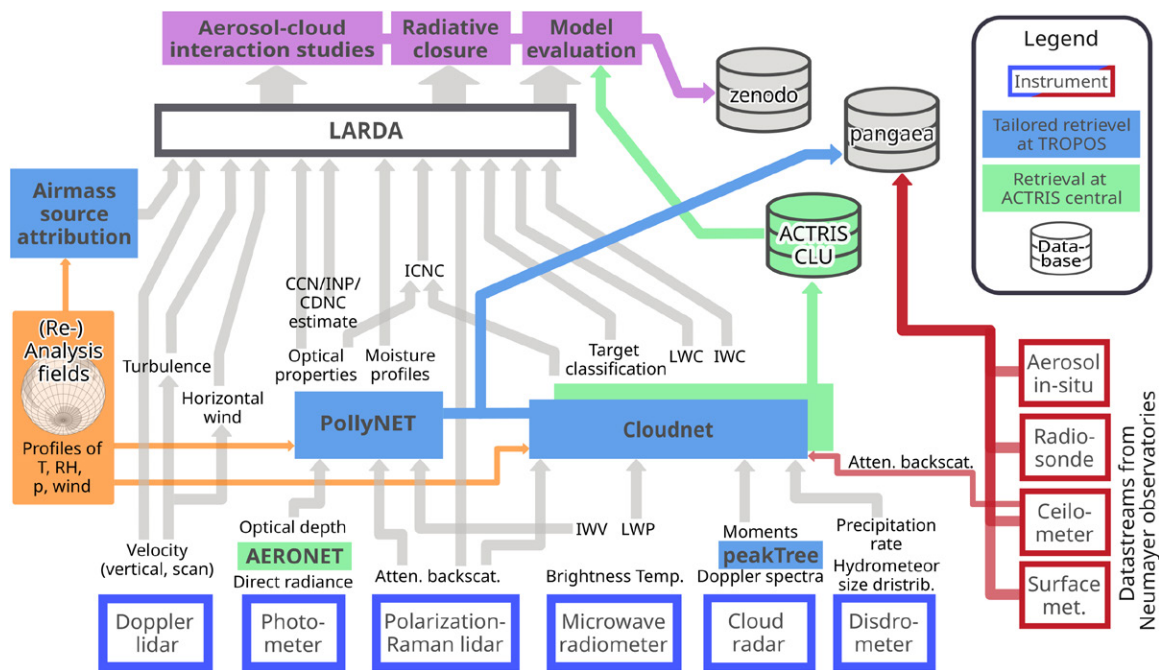 Aerosol-cloud
interaction studies
Radiative
closure
Model
evaluation
zenodo
pangaea
Legend
Instrument
Tailored retrievel
at TROPOS
Retrieval at
ACTRIS central
Data-
base
LARDA
Airmass
source
attribution
ACTRIS
CLU
CCN/INP/
CDNC
estimate
ICNC
(Re-)
Analysis
fields
Profiles of
T, RH,
p, wind
Turbulence
Horizontal
wind
Optical
properties
Moisture
profiles
Target
classification
LWC
IWC
PollyNET
Cloudnet
Aerosol
in-situ
Radio-
sonde
Ceilo-
meter
Surface
met.
Datastreams from
Neumayer observatories
Atten. backscat.
Velocity
(vertical, scan)
Optical depth
AERONET
Direct radiance
Atten. backscat.
IWV
LWP
Brightness Temp.
Moments
peakTree
Doppler spectra
Precipitation
rate
Hydrometeor
size dristrib.
Doppler
lidar
Photo-
meter
Polarization-
Raman lidar
Microwave
radiometer
Cloud
radar
Disdro-
meter